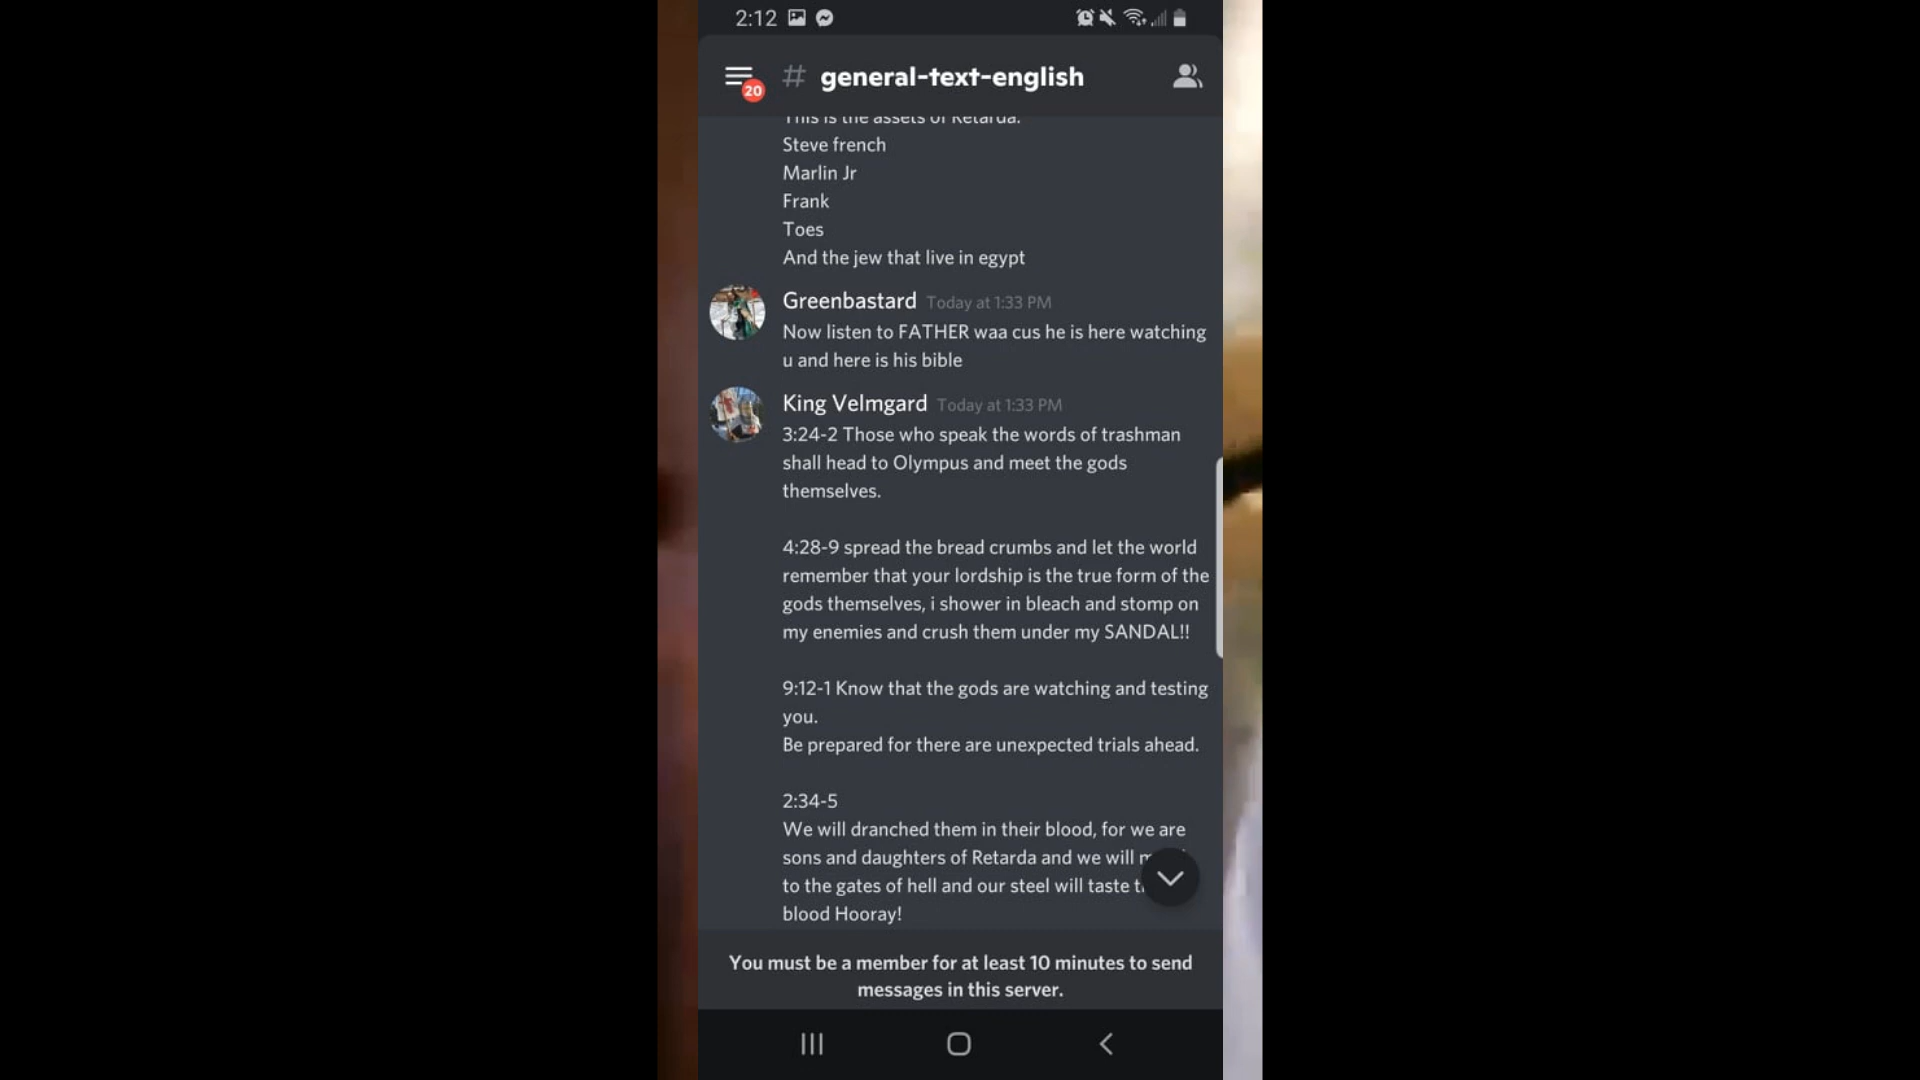 2:12
20
# general-text-english
This is the assets of Retarda.
Steve french
Marlin Jr
Frank
Toes
And the jew that live in egypt
Greenbastard Today at 1:33 PM
Now listen to FATHER waa cus he is here watching
u and here is his bible
King Velmgard Today at 1:33 PM
3:24-2 Those who speak the words of trashman
shall head to Olympus and meet the gods
themselves.
4:28-9 spread the bread crumbs and let the world
remember that your lordship is the true form of the
gods themselves, i shower in bleach and stomp on
my enemies and crush them under my SANDAL!!
9:12-1 Know that the gods are watching and testing
you.
Be prepared for there are unexpected trials ahead.
2:34-5
We will dranched them in their blood, for we are
sons and daughters of Retarda and we will
to the gates of hell and our steel will taste
blood Hooray!
You must be a member for at least 10 minutes to send
messages in this server.